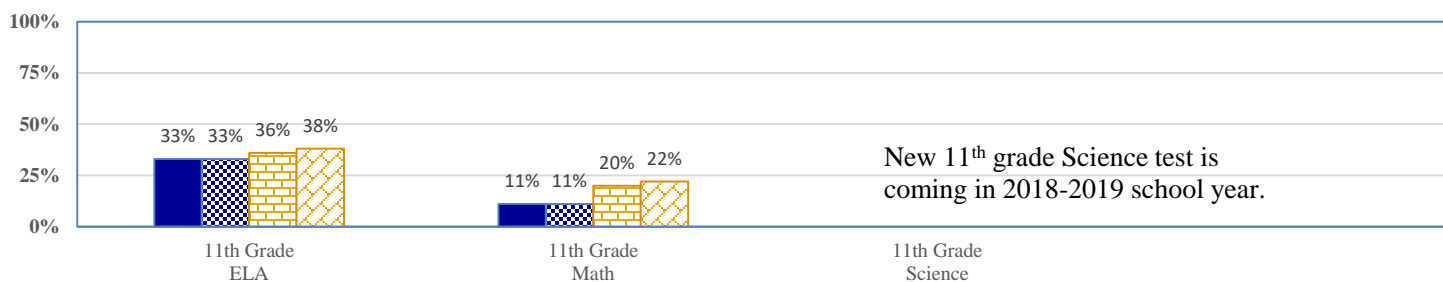 100%
75%
50%
25%
0%
33%
33%
36%
38%
11%
11%
20%
22%
New 11th grade Science test is
coming in 2018-2019 school year.
11th Grade
ELA
11th Grade
Math
11th Grade
Science